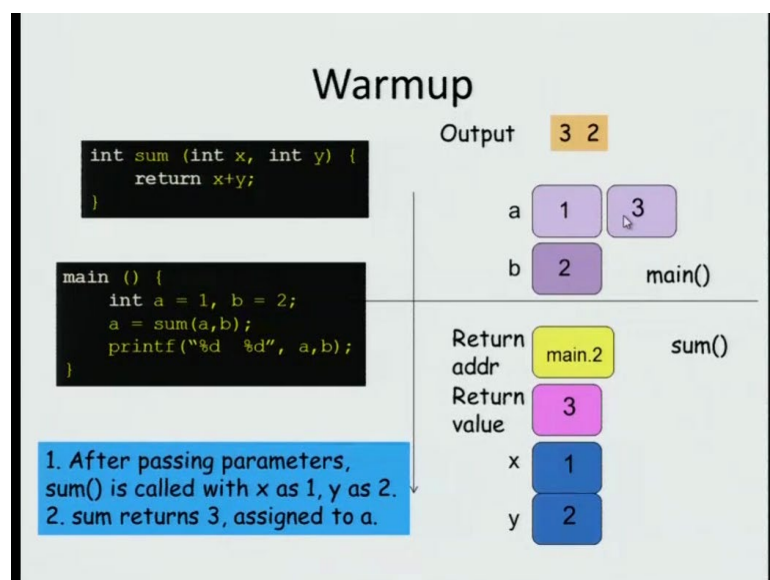 Warmup
int sum (int x, int y) {
return x+y;
}
main () {
int a = 1, b = 2;
a = sum(a,b);
printf(“%d %d”, a,b);
}
1. After passing parameters,
sum() is called with x as 1, y as 2.
2. sum returns 3, assigned to a.
Output 3 2
a 1 3
b 2 main()
Return
addr main.2 sum()
Return
value 3
x 1
y 2